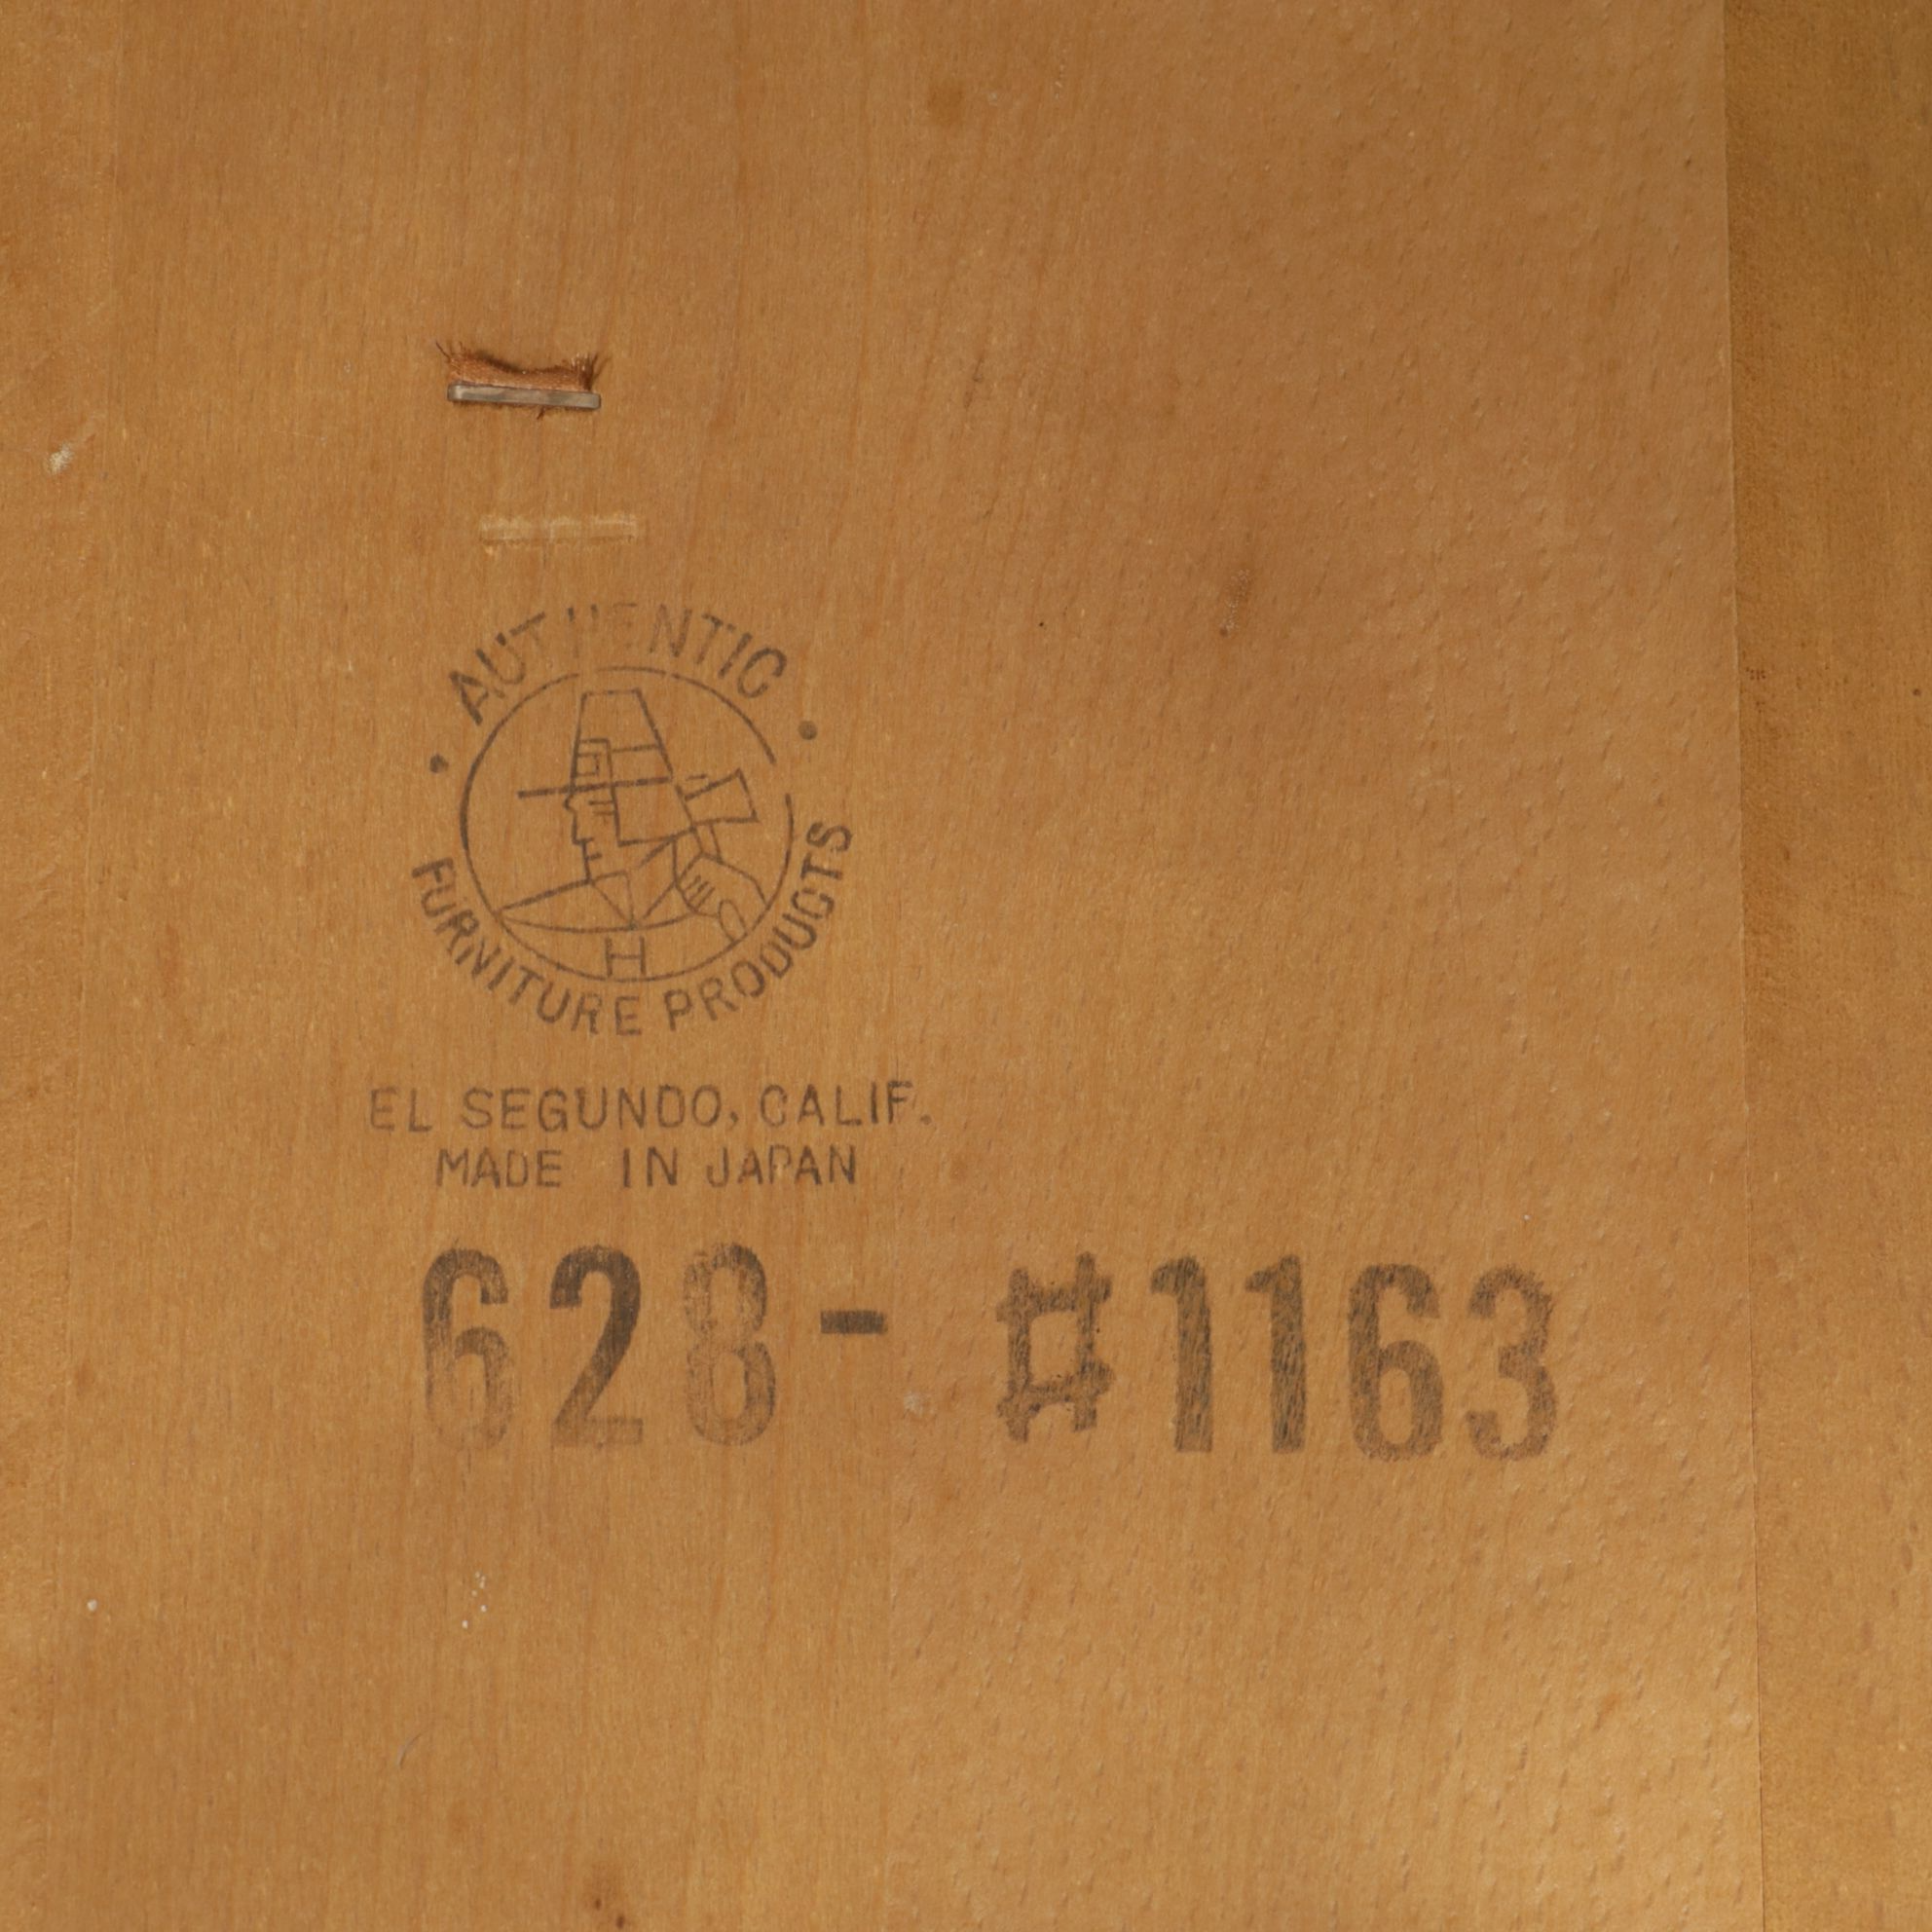 AUTHENTIC
H
FURNITURE PRODUCTS
EL SEGUNDO, CALIF.
MADE IN JAPAN
628- #1163